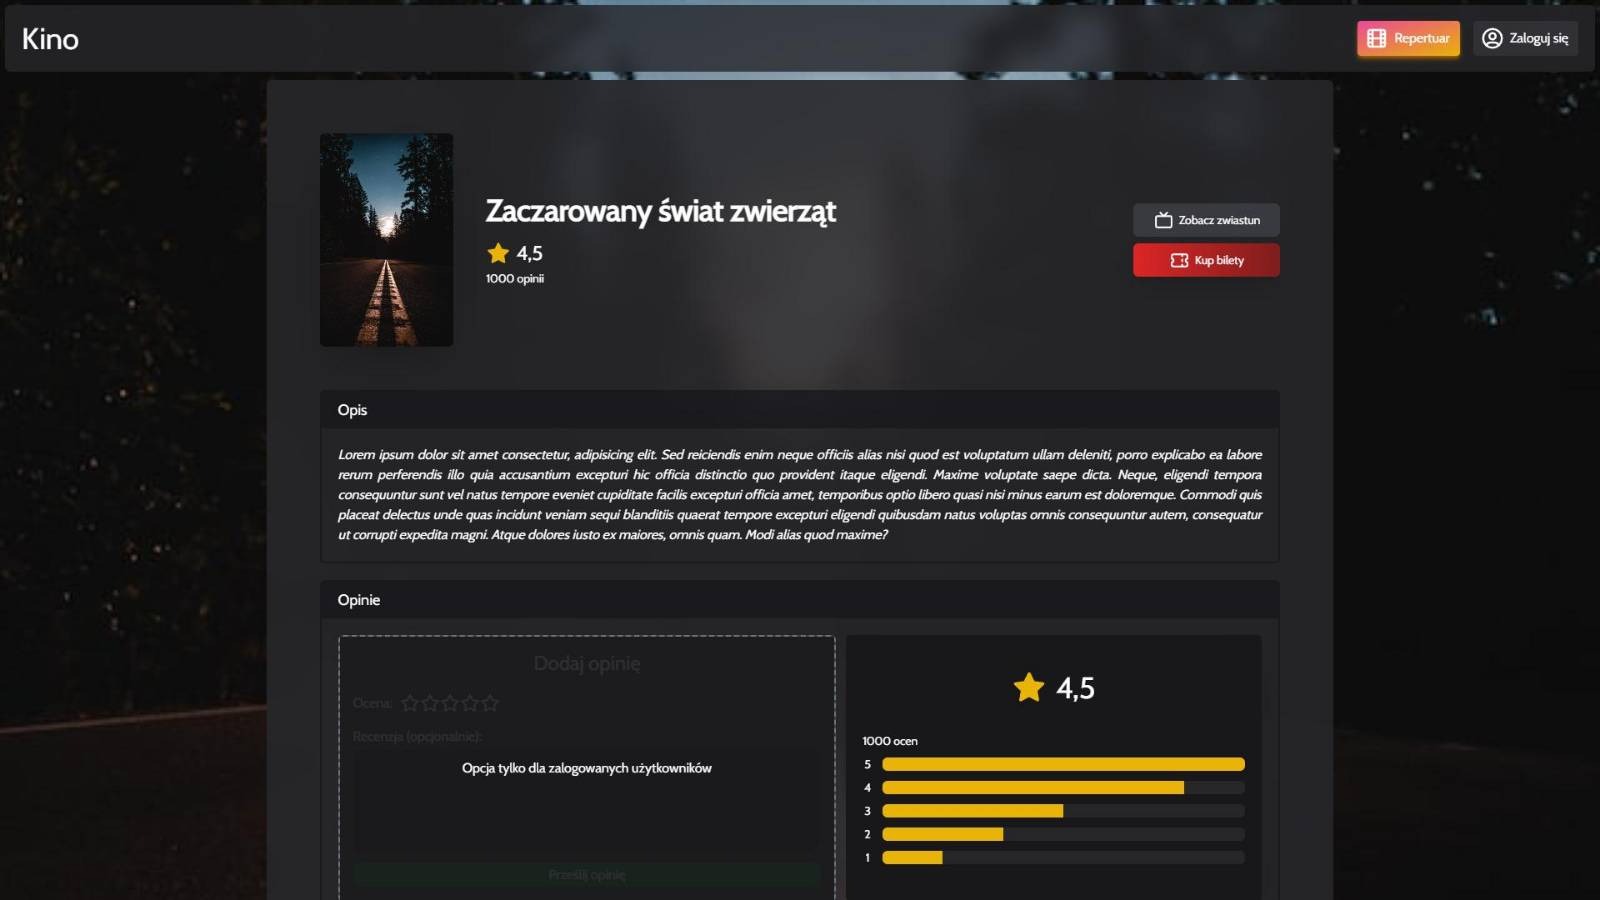 Kino
Repertuar
Zaloguj się
Zaczarowany świat zwierząt
4,5
1000 opinii
Zobacz zwiastun
Kup bilety
Opis
Lorem ipsum dolor sit amet consectetur, adipisicing elit. Sed reiciendis enim neque officiis alias nisi quod est voluptatum ullam deleniti, porro explicabo ea labore
rerum perferendis illo quia accusantium excepturi hic officia distinctio quo provident itaque eligendi. Maxime voluptate saepe dicta. Neque, eligendi tempora
consequuntur sunt vel natus tempore eveniet cupiditate facilis excepturi officia amet, temporibus optio libero quasi nisi minus earum est doloremque. Commodi quis
placeat delectus unde quas incidunt veniam sequi blanditiis quaerat tempore excepturi eligendi quibusdam natus voluptas omnis consequuntur autem, consequatur
ut corrupti expedita magni. Atque dolores iusto ex maiores, omnis quam. Modi alias quod maxime?
Opinie
Dodaj opinię
Ocena:
Recenzja (opcjonalnie):
Opcja tylko dla zalogowanych użytkowników
Prześlij opinię
4,5
1000 ocen
5
4
3
2
1